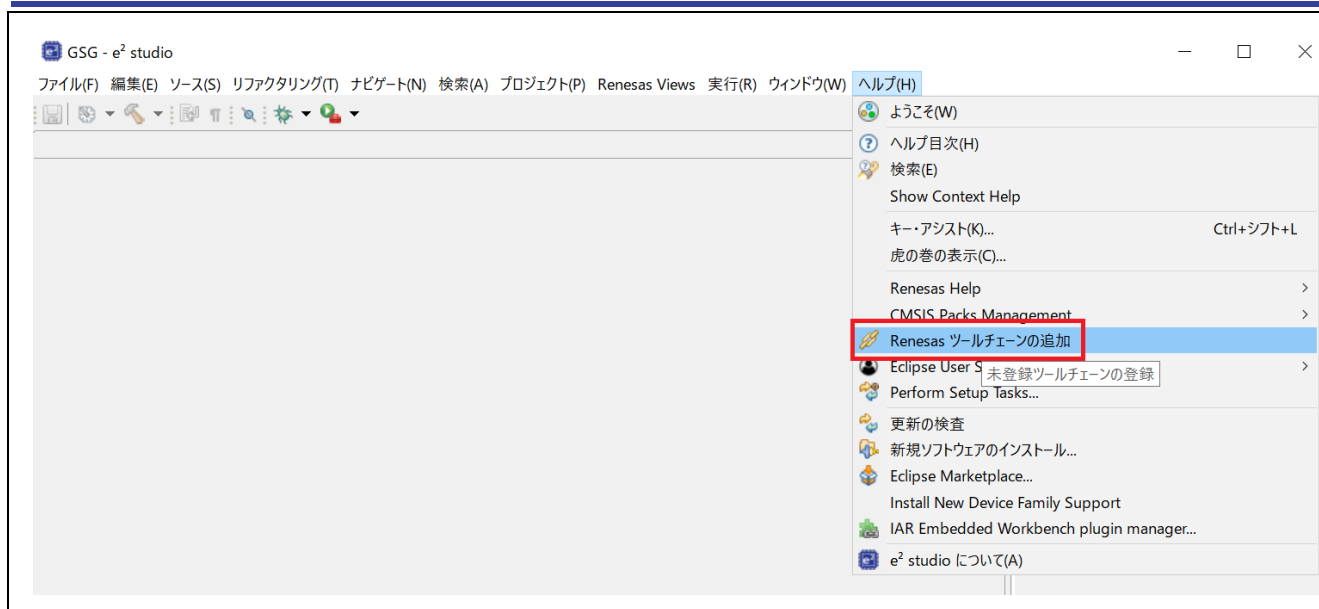 GSG - e² studio
ファイル(F) 編集(E) ソース(S) リファクタリング(T) ナビゲート(N) 検索(A) プロジェクト(P) Renesas Views 実行(R) ウィンドウ(W) ヘルプ(H)
ようこそ(W)
ヘルプ目次(H)
検索(E)
Show Context Help
キー・アシスト(K)... Ctrl+シフト+L
虎の巻の表示(C)...
Renesas Help
CMSIS Packs Management
Renesas ツールチェーンの追加
Eclipse User S
未登録ツールチェーンの登録
Perform Setup Tasks...
更新の検査
新規ソフトウェアのインストール...
Eclipse Marketplace...
Install New Device Family Support
IAR Embedded Workbench plugin manager...
e² studio について(A)